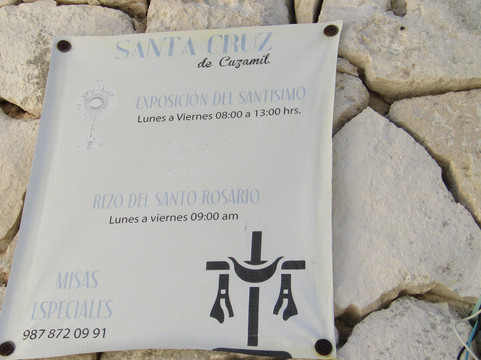 SANTA CRUZ
de Cuzamil.
EXPOSICIÓN DEL SANTISIMO
Lunes a Viernes 08:00 a 13:00 hrs.
REZO DEL SANTO ROSARIO
Lunes a viernes 09:00 am
MISAS
ESPECIALES
987 872 09 91